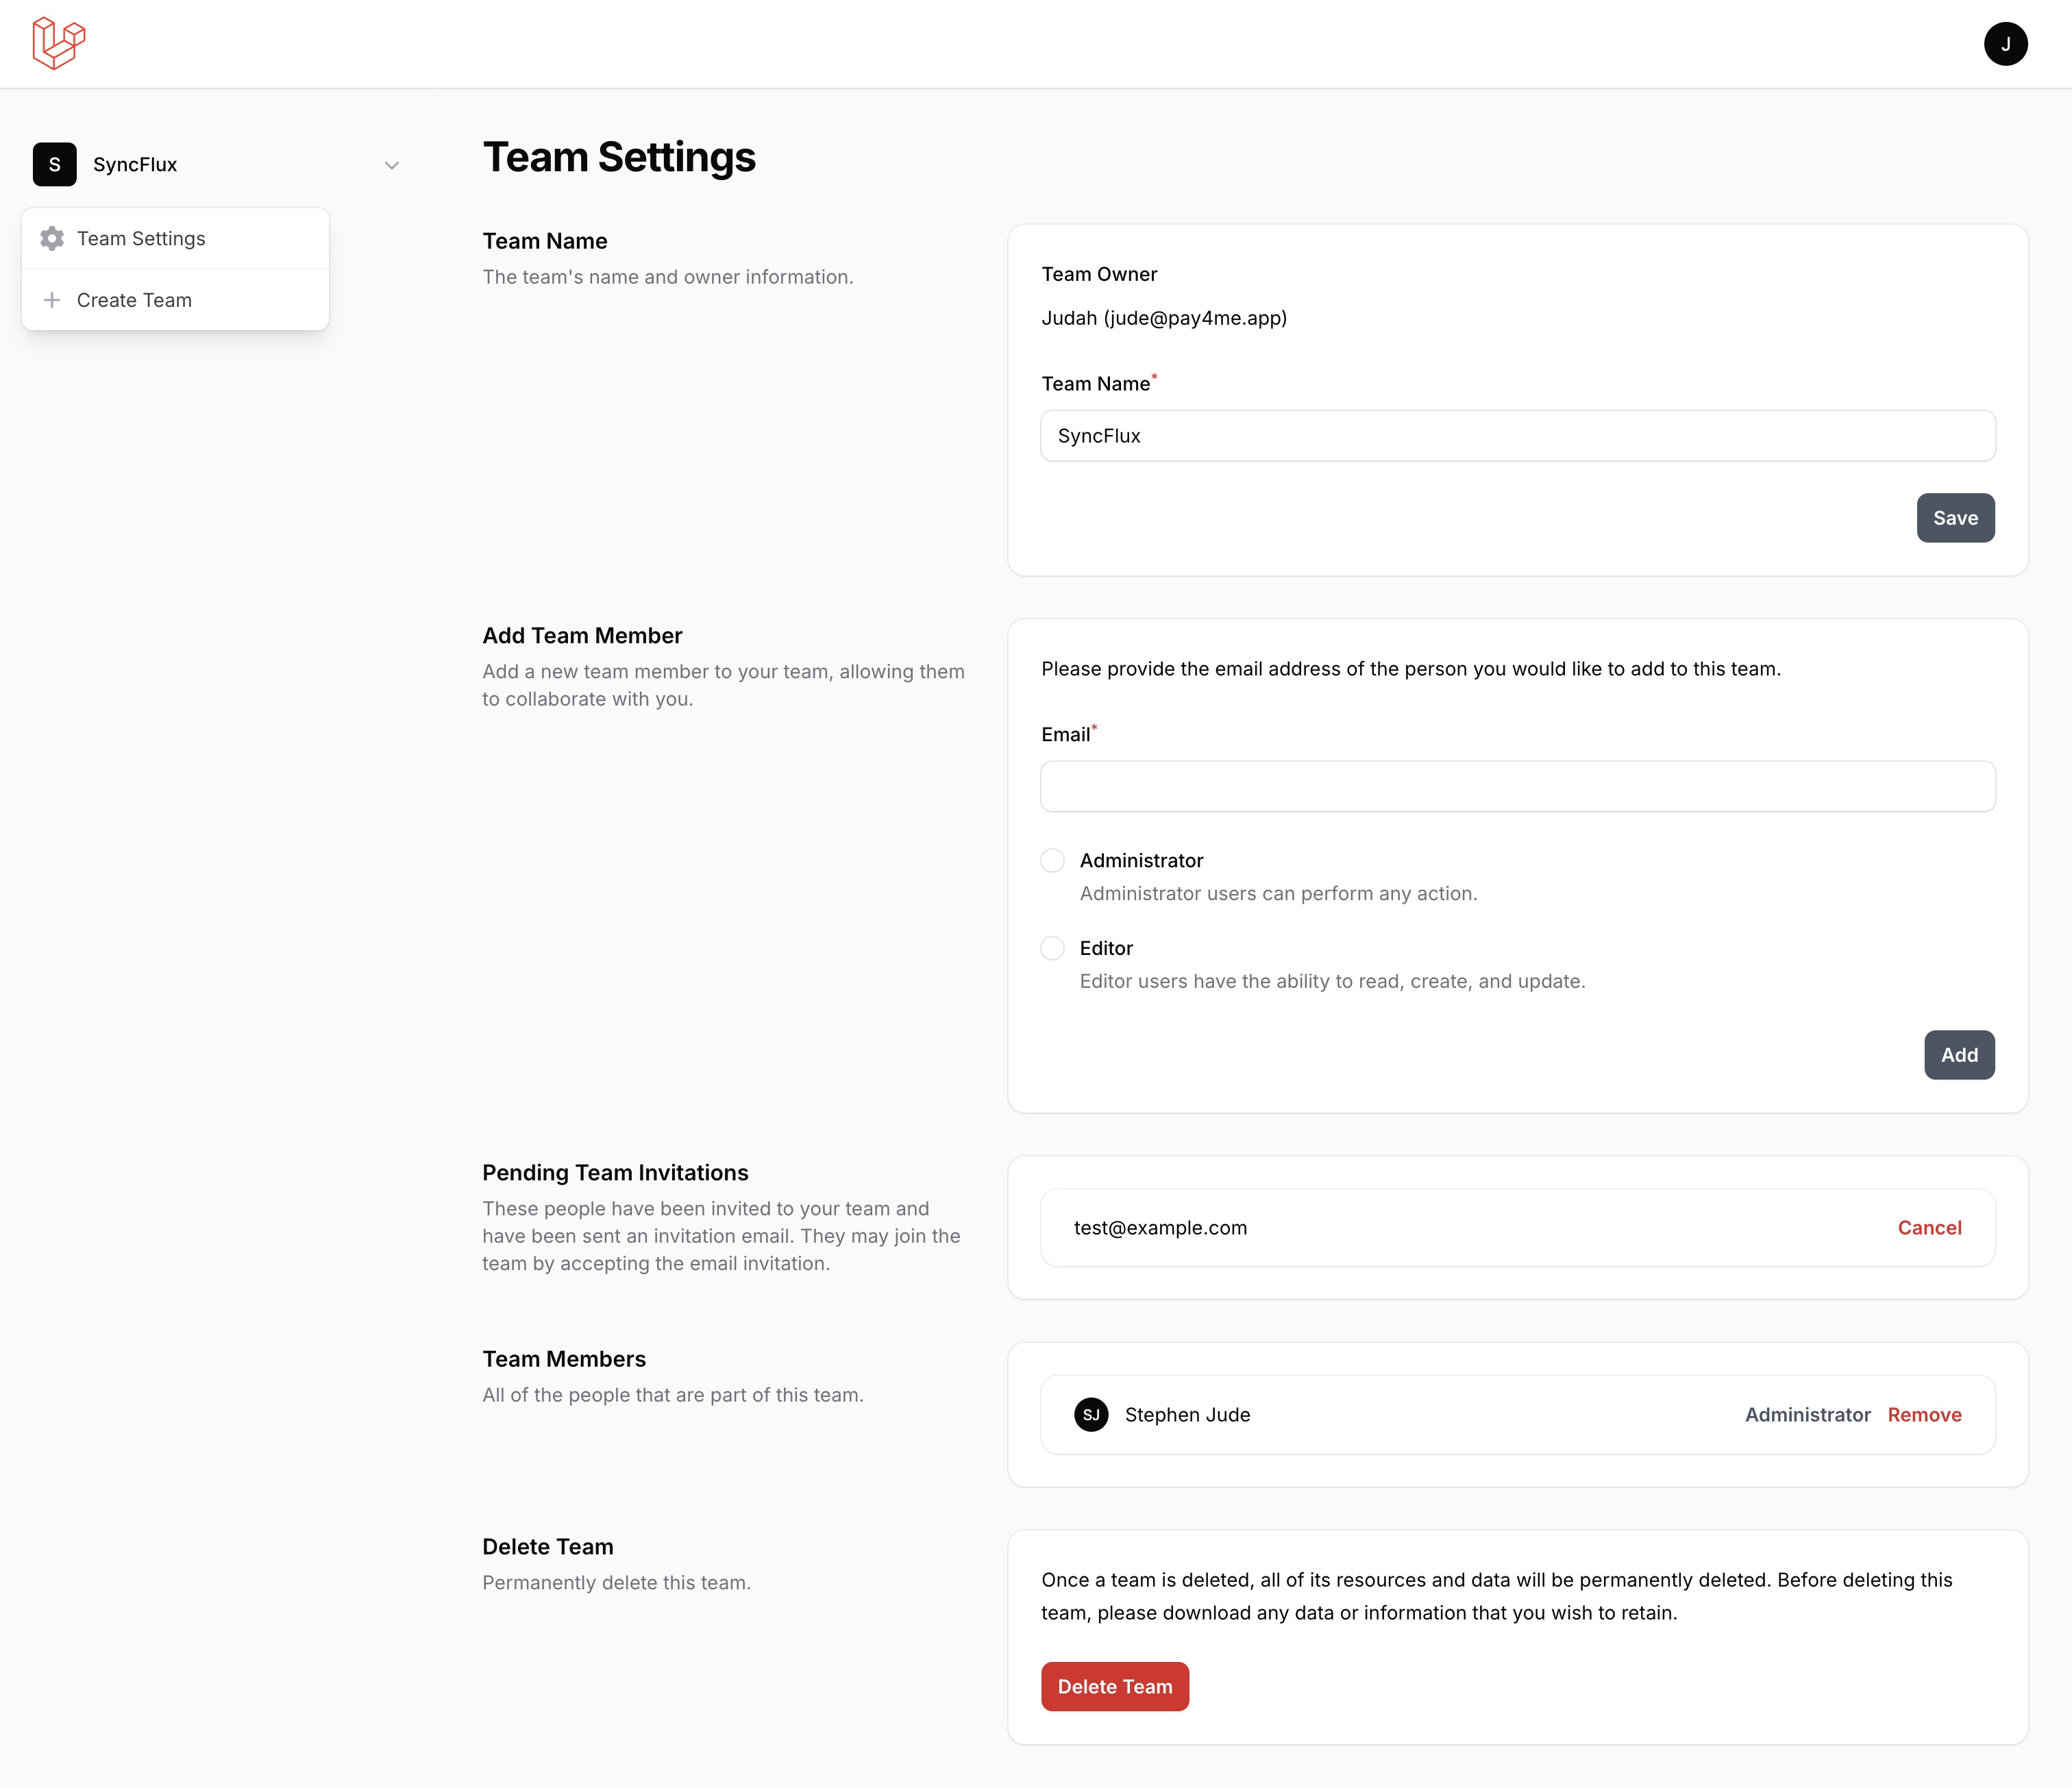 J
S
SyncFlux
Team Settings
Create Team
Team Settings
Team Name
The team's name and owner information.
Team Owner
Judah (jude@pay4me.app)
Team Name*
SyncFlux
Save
Add Team Member
Add a new team member to your team, allowing them
to collaborate with you.
Please provide the email address of the person you would like to add to this team.
Email*
Administrator
Administrator users can perform any action.
Editor
Editor users have the ability to read, create, and update.
Add
Pending Team Invitations
These people have been invited to your team and
have been sent an invitation email. They may join the
team by accepting the email invitation.
test@example.com
Cancel
Team Members
All of the people that are part of this team.
SJ
Stephen Jude
Administrator
Remove
Delete Team
Permanently delete this team.
Once a team is deleted, all of its resources and data will be permanently deleted. Before deleting this
team, please download any data or information that you wish to retain.
Delete Team